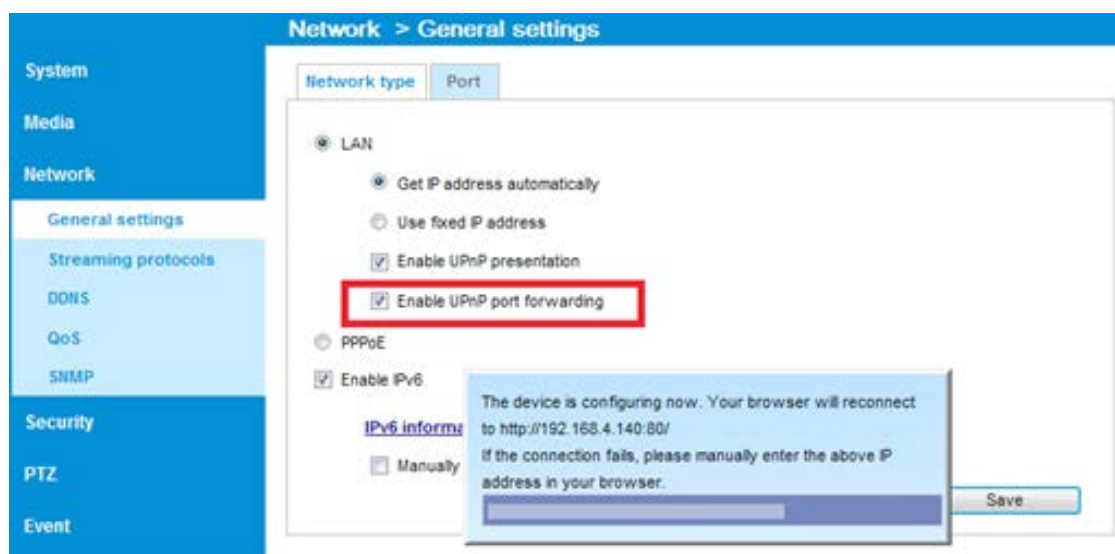 Network > General settings
System
Media
Network
General settings
Streaming protocols
DDNS
QoS
SNMP
Security
PTZ
Event
Network type
Port
LAN
Get IP address automatically
Use fixed IP address
Enable UPnP presentation
Enable UPnP port forwarding
PPPoE
Enable IPv6
IPv6 informa
Manually
The device is configuring now. Your browser will reconnect
to http://192.168.4.140:80/
If the connection fails, please manually enter the above IP
address in your browser.
Save